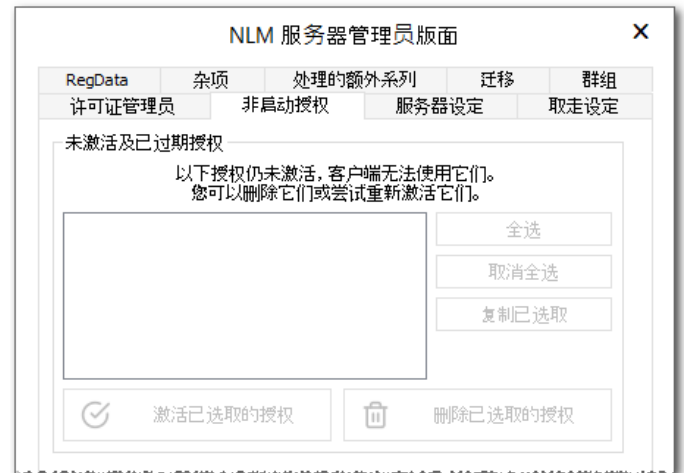 NLM 服务器管理员版面
RegData 杂项 处理的额外系列 迁移 群组
许可证管理员 非启动授权 服务器设定 取走设定
未激活及已过期授权
以下授权仍未激活，客户端无法使用它们。
您可以删除它们或尝试重新激活它们。
全选
取消全选
复制已选取
激活已选取的授权 删除已选取的授权